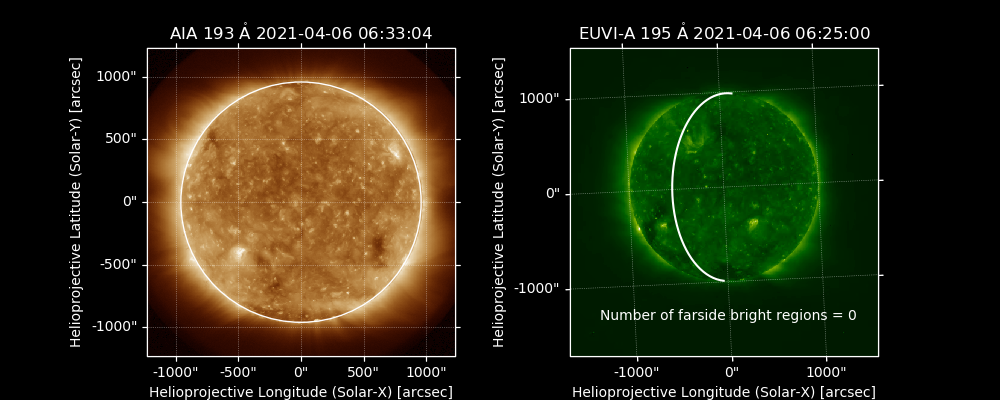 AIA 193 Å 2021-04-06 06:33:04
Helioprojective Latitude (Solar-Y) [arcsec]
1000"
500"
0"
-500"
-1000"
-1000"
-500"
0"
500"
1000"
Helioprojective Longitude (Solar-X) [arcsec]
EUVI-A 195 Å 2021-04-06 06:25:00
Helioprojective Latitude (Solar-Y) [arcsec]
1000"
0"
-1000"
Number of farside bright regions = 0
-1000"
0"
1000"
Helioprojective Longitude (Solar-X) [arcsec]